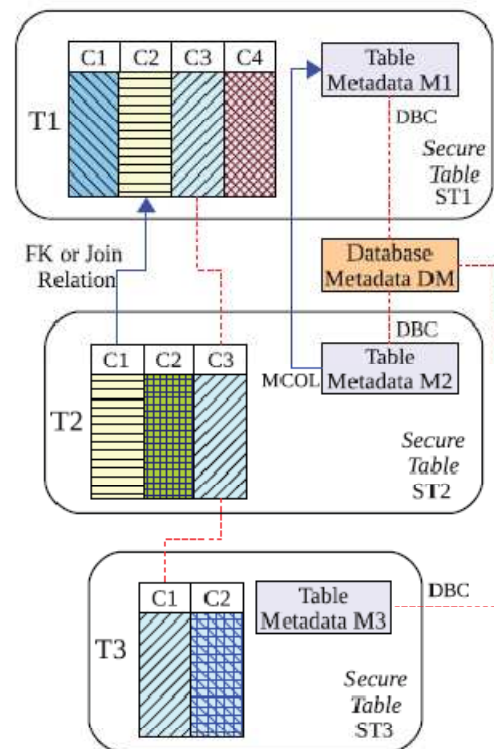 C1 C2 C3 C4
T1
Table
Metadata M1
DBC
Secure
Table
ST1
FK or Join
Relation
Database
Metadata DM
DBC
C1 C2 C3
T2
MCOL
Table
Metadata M2
Secure
Table
ST2
C1 C2
T3
Table
Metadata M3
DBC
Secure
Table
ST3